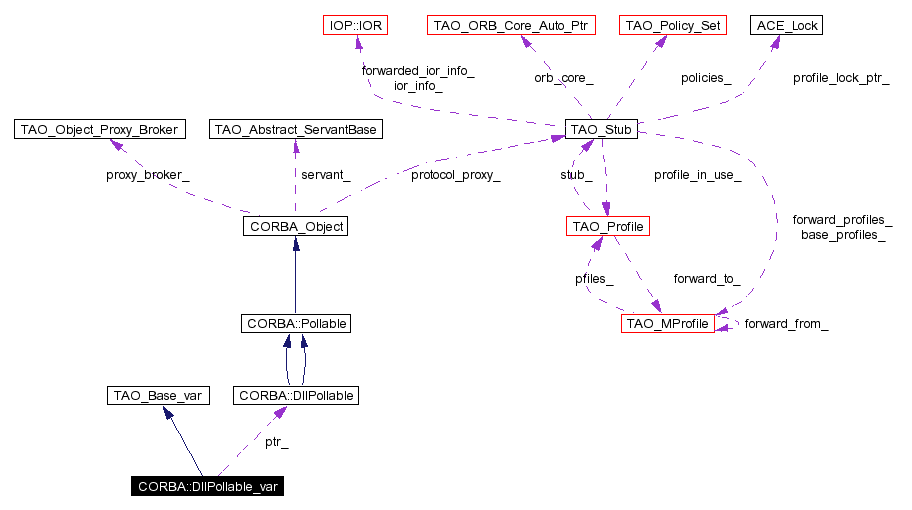 IOP::IOR
TAO_ORB_Core_Auto_Ptr
TAO_Policy_Set
ACE_Lock
forwarded_ior_info_
ior_info_
orb_core_
policies_
profile_lock_ptr_
TAO_Object_Proxy_Broker
TAO_Abstract_ServantBase
TAO_Stub
proxy_broker_
servant_
protocol_proxy_
stub_
profile_in_use_
forward_profiles_
base_profiles_
CORBA_Object
TAO_Profile
pfiles_
forward_to_
CORBA::Pollable
TAO_MProfile
forward_from_
TAO_Base_var
CORBA::DIIPollable
ptr_
CORBA::DIIPollable_var